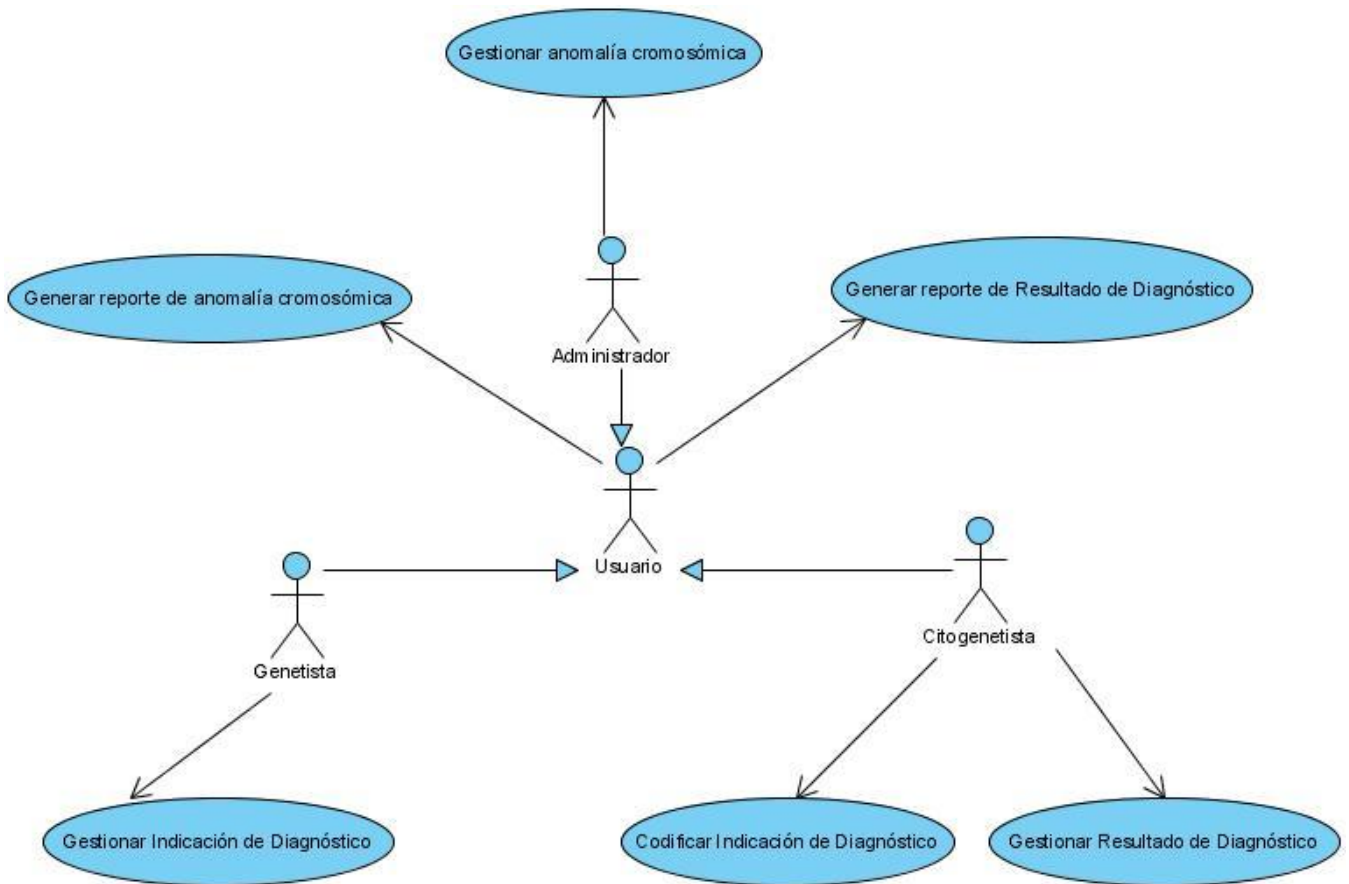 Gestionar anomalía cromosómica
Generar reporte de anomalía cromosómica
Generar reporte de Resultado de Diagnóstico
Administrador
Usuario
Citogenetista
Genetista
Gestionar Indicación de Diagnóstico
Codificar Indicación de Diagnóstico
Gestionar Resultado de Diagnóstico